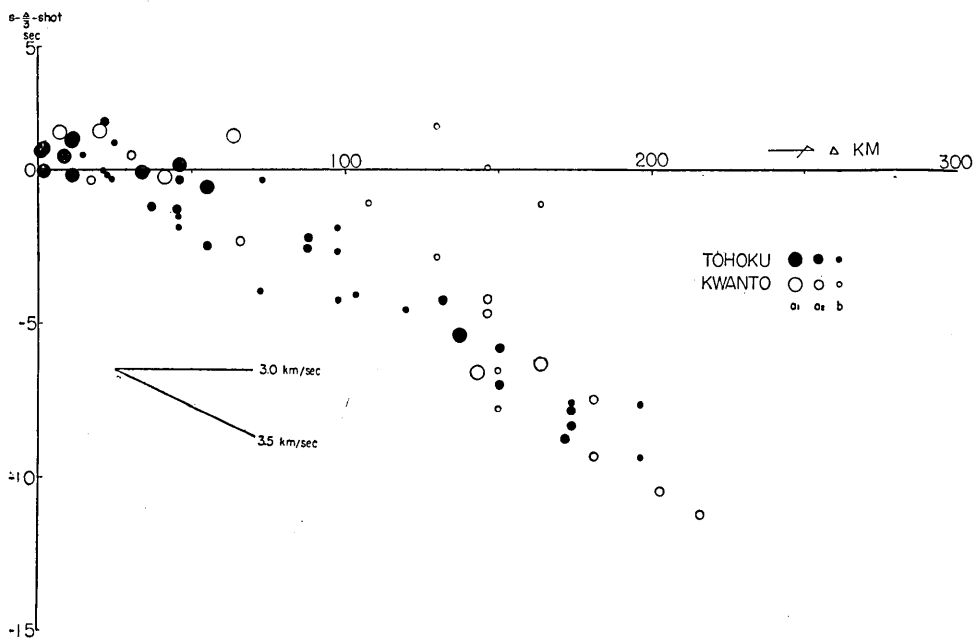 s-Δ/3-shot
sec
5
0
100
200
300
→ Δ KM
TOHOKU
KWANTO
a₁ a₂ b
-5
3.0 km/sec
3.5 km/sec
-10
-15